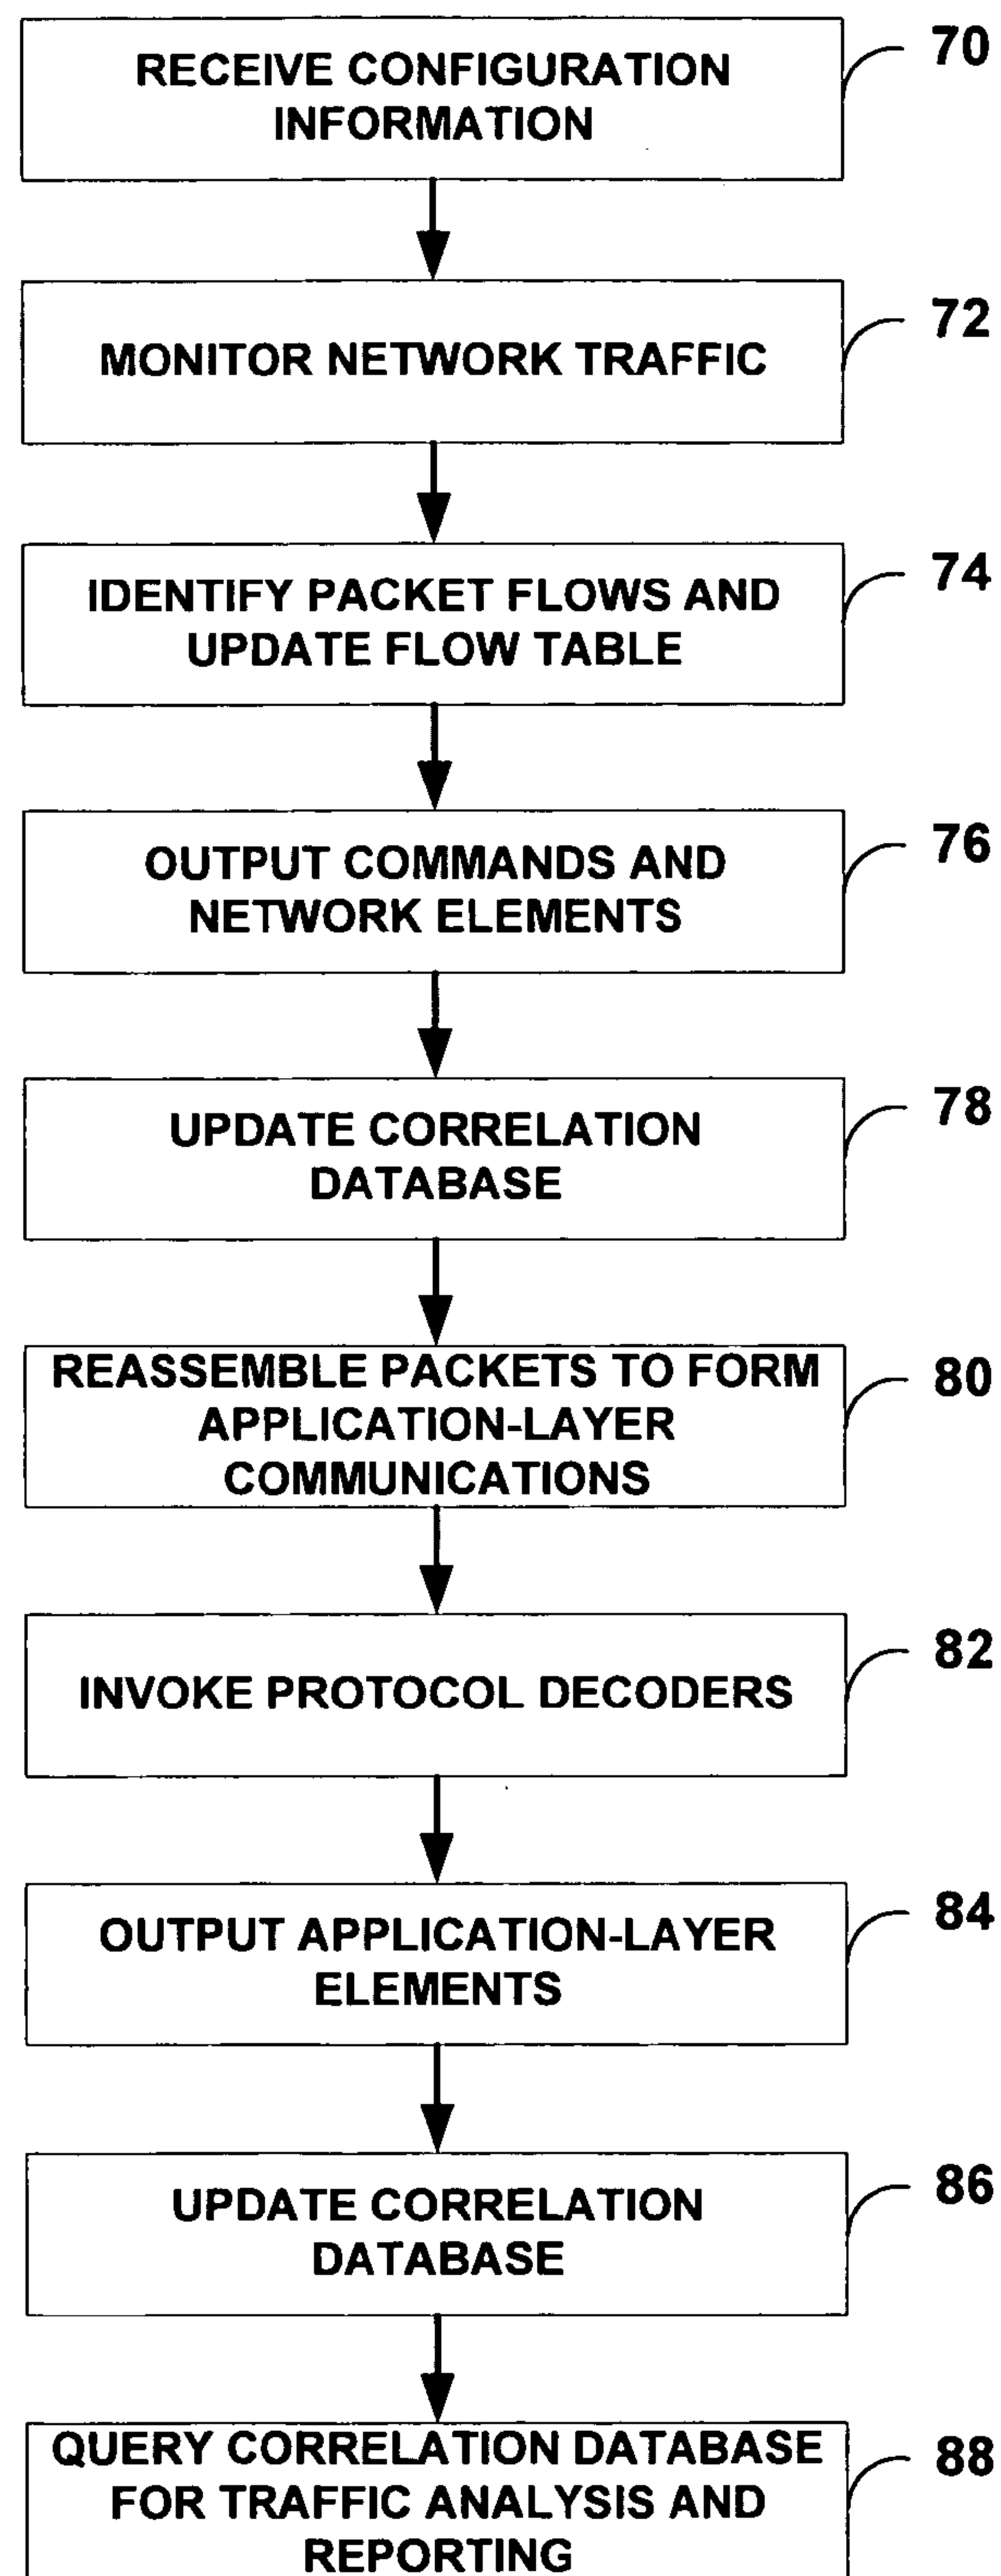 RECEIVE CONFIGURATION
INFORMATION
70
MONITOR NETWORK TRAFFIC
72
IDENTIFY PACKET FLOWS AND
UPDATE FLOW TABLE
74
OUTPUT COMMANDS AND
NETWORK ELEMENTS
76
UPDATE CORRELATION
DATABASE
78
REASSEMBLE PACKETS TO FORM
APPLICATION-LAYER
COMMUNICATIONS
80
INVOKE PROTOCOL DECODERS
82
OUTPUT APPLICATION-LAYER
ELEMENTS
84
UPDATE CORRELATION
DATABASE
86
QUERY CORRELATION DATABASE
FOR TRAFFIC ANALYSIS AND
REPORTING
88